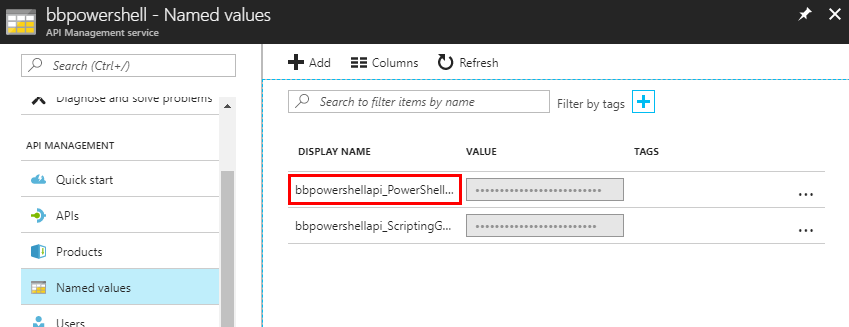 bbpowershell - Named values
API Management service
Search (Ctrl+/)
Diagnose and solve problems
API MANAGEMENT
Quick start
APIs
Products
Named values
Users
Add Columns Refresh
Search to filter items by name Filter by tags
DISPLAY NAME VALUE TAGS
bbpowershellapi_PowerShell... •••••••••••••••••••••••••• ...
bbpowershellapi_ScriptingG... ••••••••••••••••••••••••• ...